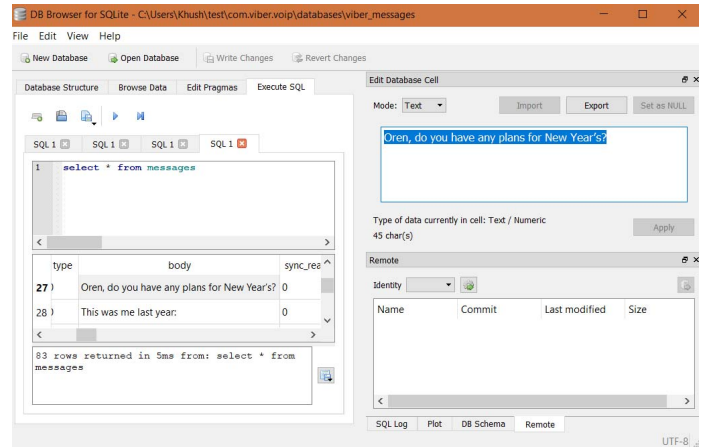 DB Browser for SQLite - C:\Users\Khush\test\com.viber.voip\databases\viber_messages
File Edit View Help
New Database Open Database Write Changes Revert Changes
Database Structure Browse Data Edit Pragmas Execute SQL
SQL 1 SQL 1 SQL 1 SQL 1
1 select * from messages
type body sync_rea
27 ) Oren, do you have any plans for New Year's? 0
28 ) This was me last year: 0
83 rows returned in 5ms from: select * from
messages
Edit Database Cell
Mode: Text Import Export Set as NULL
Oren, do you have any plans for New Year's?
Type of data currently in cell: Text / Numeric
45 char(s)
Apply
Remote
Identity
Name Commit Last modified Size
SQL Log Plot DB Schema Remote
UTF-8